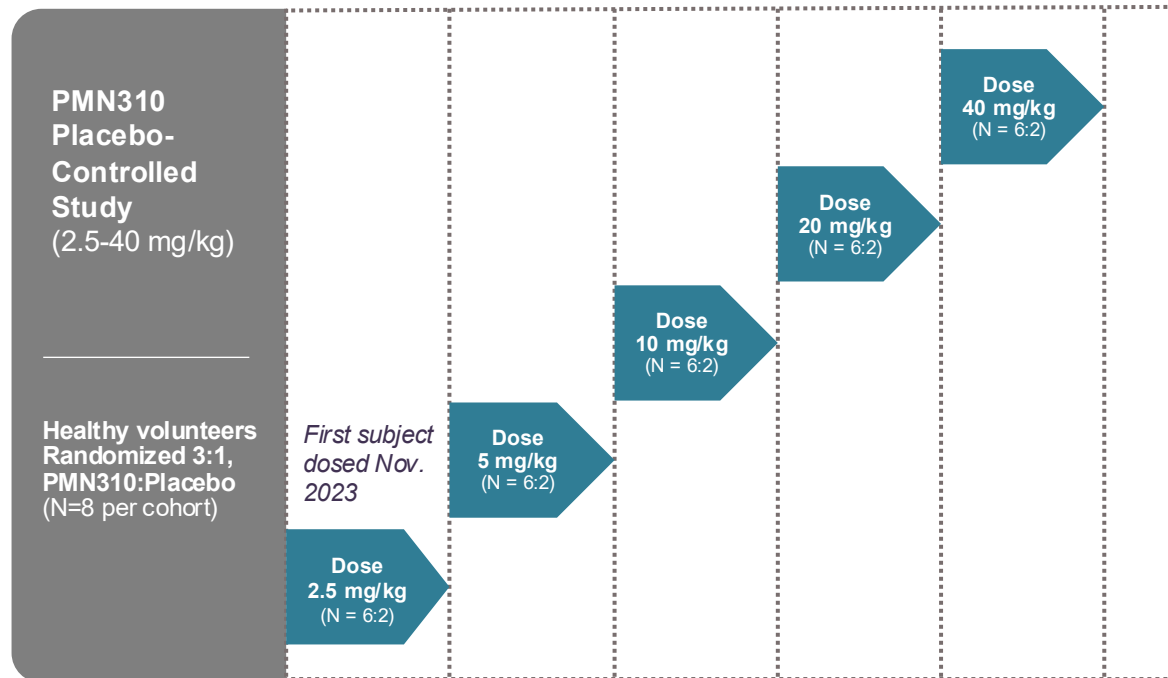 PMN310
Placebo-
Controlled
Study
(2.5-40 mg/kg)
Healthy volunteers
Randomized 3:1,
PMN310:Placebo
(N=8 per cohort)
First subject
dosed Nov.
2023
Dose
2.5 mg/kg
(N = 6:2)
Dose
5 mg/kg
(N = 6:2)
Dose
10 mg/kg
(N = 6:2)
Dose
20 mg/kg
(N = 6:2)
Dose
40 mg/kg
(N = 6:2)